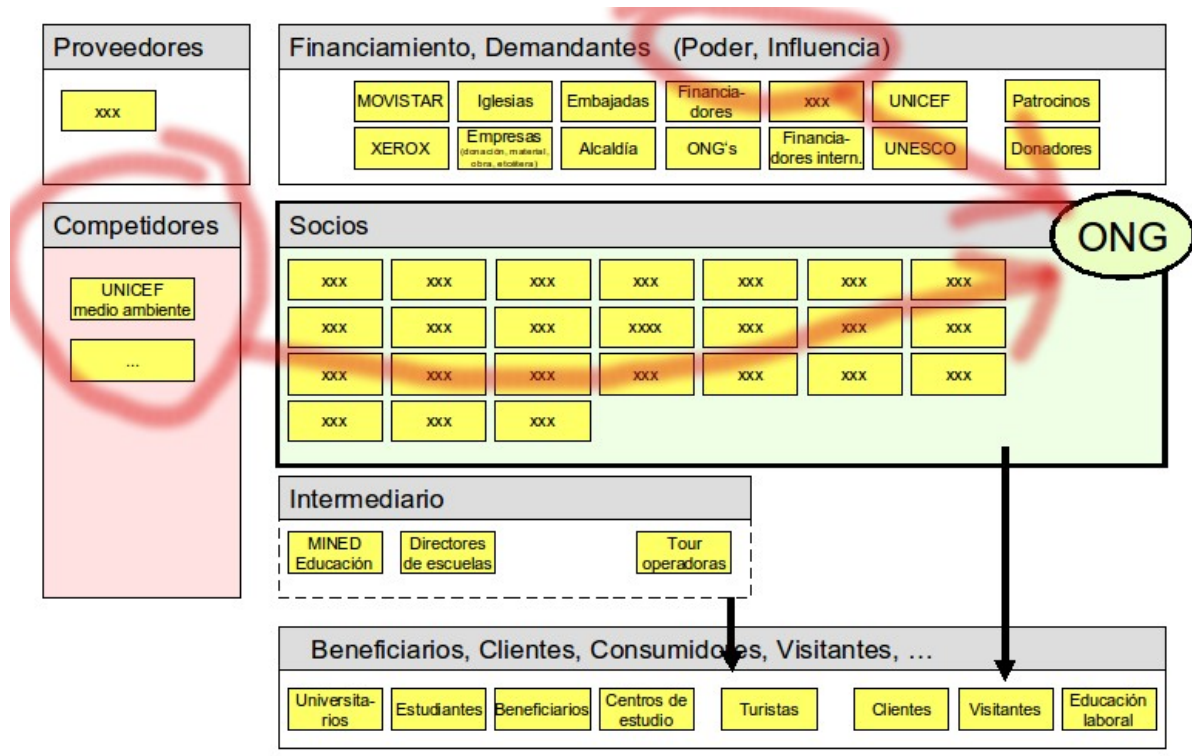 Proveedores
xxx
Financiamiento, Demandantes (Poder, Influencia)
MOVISTAR
Iglesias
Embajadas
Financia-
dores
xxx
UNICEF
Patrocinos
XEROX
Empresas
(donación, material,
obra, etcétera)
Alcaldía
ONG's
Financia-
dores intern.
UNESCO
Donadores
Competidores
UNICEF
medio ambiente
...
Socios
ONG
xxx xxx xxx xxx xxx xxx xxx
xxx xxx xxx xxxx xxx xxx xxx
xxx xxx xxx xxx xxx xxx xxx
xxx xxx xxx
Intermediario
MINED
Educación
Directores
de escuelas
Tour
operadoras
Beneficiarios, Clientes, Consumidores, Visitantes, ...
Universita-
rios
Estudiantes
Beneficiarios
Centros de
estudio
Turistas
Clientes
Visitantes
Educación
laboral